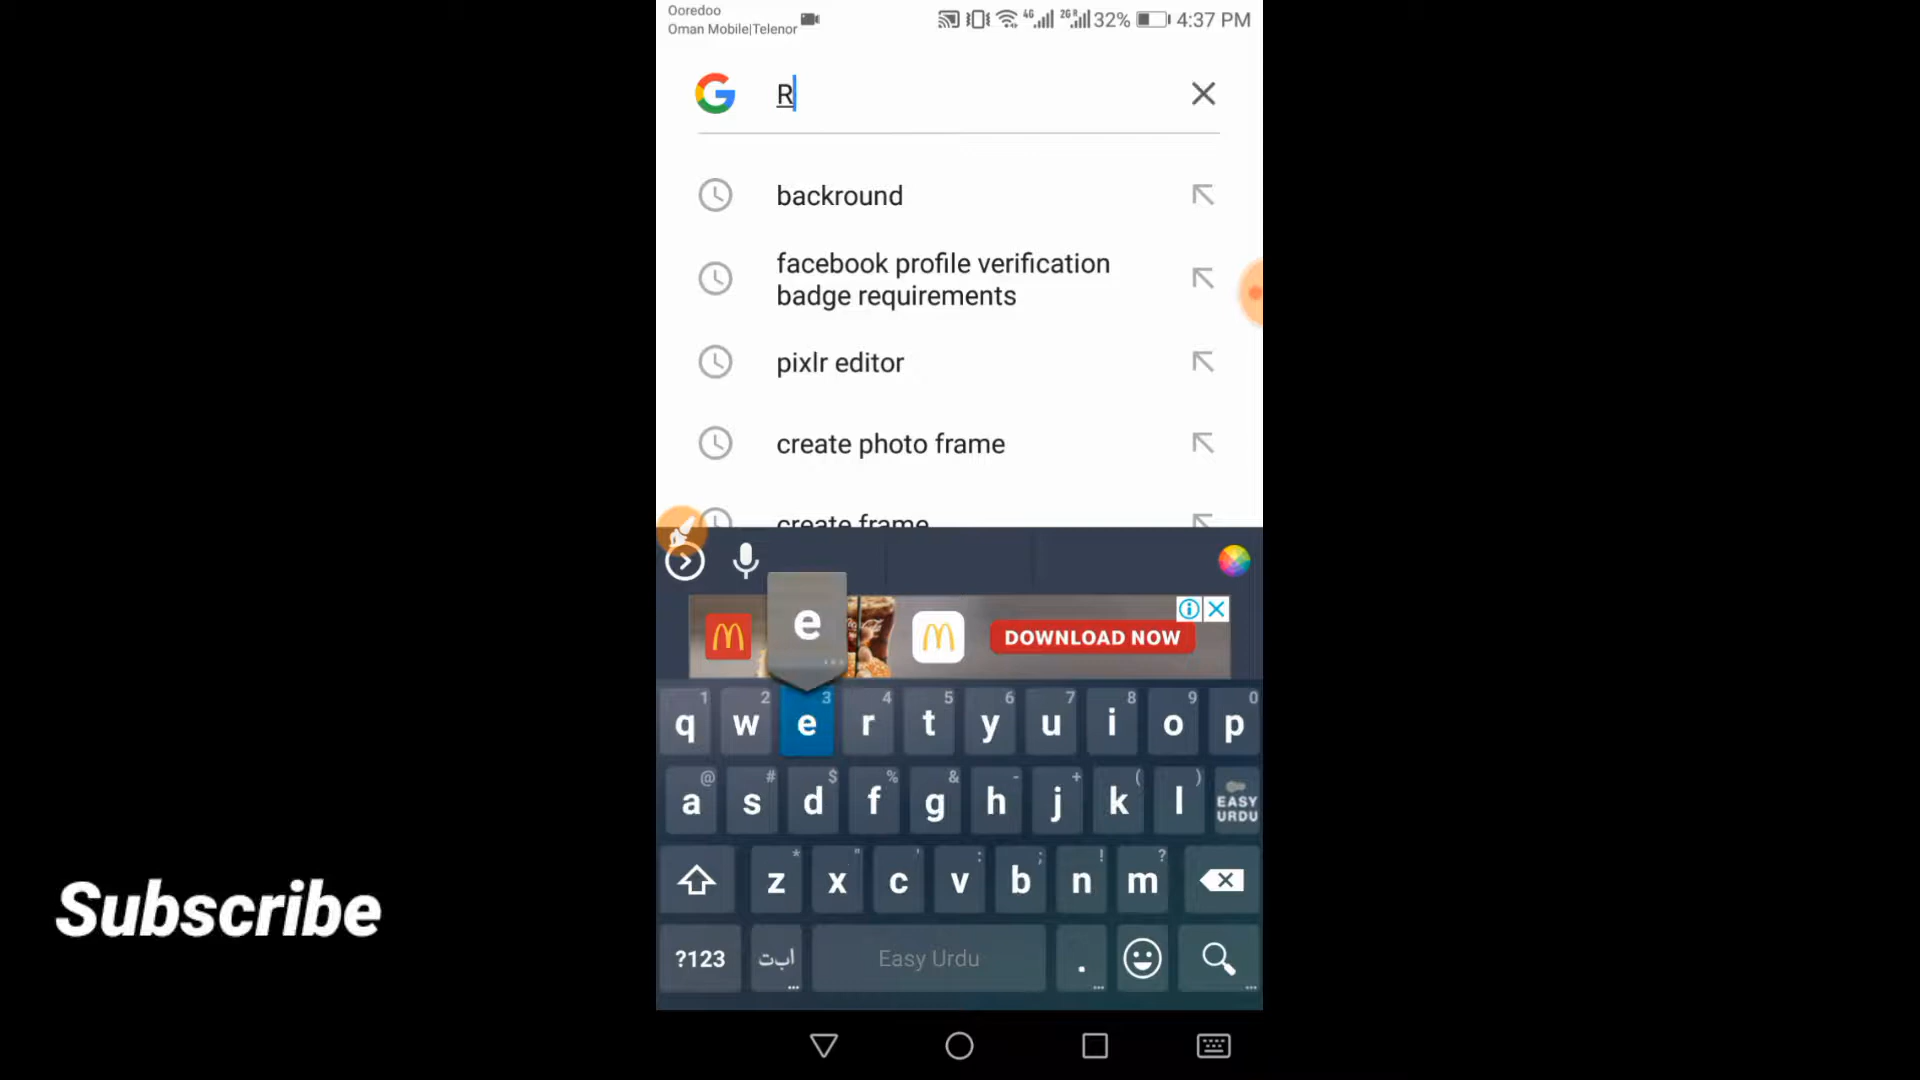 Ooredoo
Oman Mobile|Telenor
4G 2G R 32% 4:37 PM
R
backround
facebook profile verification
badge requirements
pixlr editor
create photo frame
create frame
e
DOWNLOAD NOW
1 2 3 4 5 6 7 8 9 0
q w e r t y u i o p
@ # $ % & - + ( )
a s d f g h j k l EASY URDU
* " ' : ; ! ?
z x c v b n m
?123 ابت Easy Urdu .
Subscribe